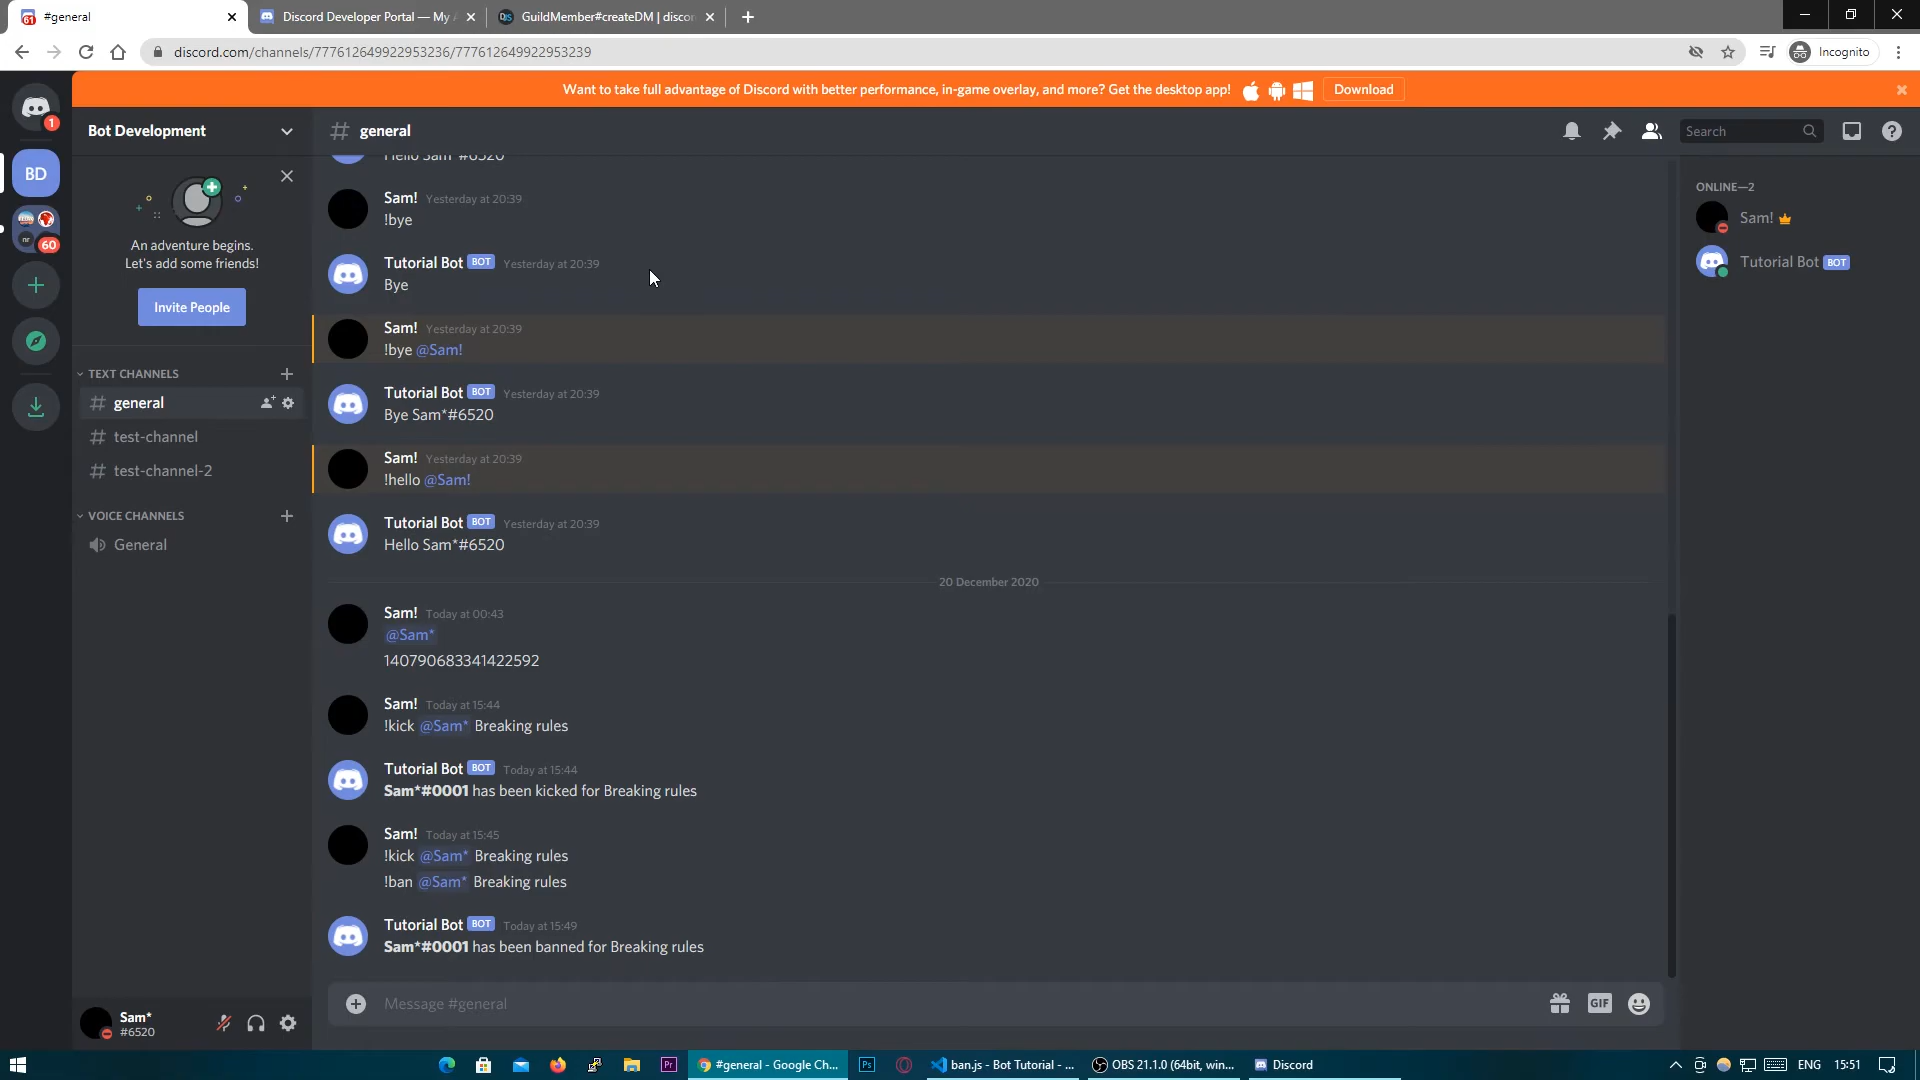 61
#general
Discord Developer Portal — My A
DJS
GuildMember#createDM | discor
discord.com/channels/777612649922953236/777612649922953239
Incognito
Want to take full advantage of Discord with better performance, in-game overlay, and more? Get the desktop app!
Download
1
BD
60
Bot Development
An adventure begins.
Let's add some friends!
Invite People
TEXT CHANNELS
general
test-channel
test-channel-2
VOICE CHANNELS
General
Sam*
#6520
# general
Search
Hello Sam*#6520
Sam! Yesterday at 20:39
!bye
Tutorial Bot BOT Yesterday at 20:39
Bye
Sam! Yesterday at 20:39
!bye @Sam!
Tutorial Bot BOT Yesterday at 20:39
Bye Sam*#6520
Sam! Yesterday at 20:39
!hello @Sam!
Tutorial Bot BOT Yesterday at 20:39
Hello Sam*#6520
20 December 2020
Sam! Today at 00:43
@Sam*
140790683341422592
Sam! Today at 15:44
!kick @Sam* Breaking rules
Tutorial Bot BOT Today at 15:44
Sam*#0001 has been kicked for Breaking rules
Sam! Today at 15:45
!kick @Sam* Breaking rules
!ban @Sam* Breaking rules
Tutorial Bot BOT Today at 15:49
Sam*#0001 has been banned for Breaking rules
Message #general
GIF
ONLINE—2
Sam!
Tutorial Bot BOT
Pr
#general - Google Ch...
Ps
ban.js - Bot Tutorial - ...
OBS 21.1.0 (64bit, win...
Discord
ENG
15:51